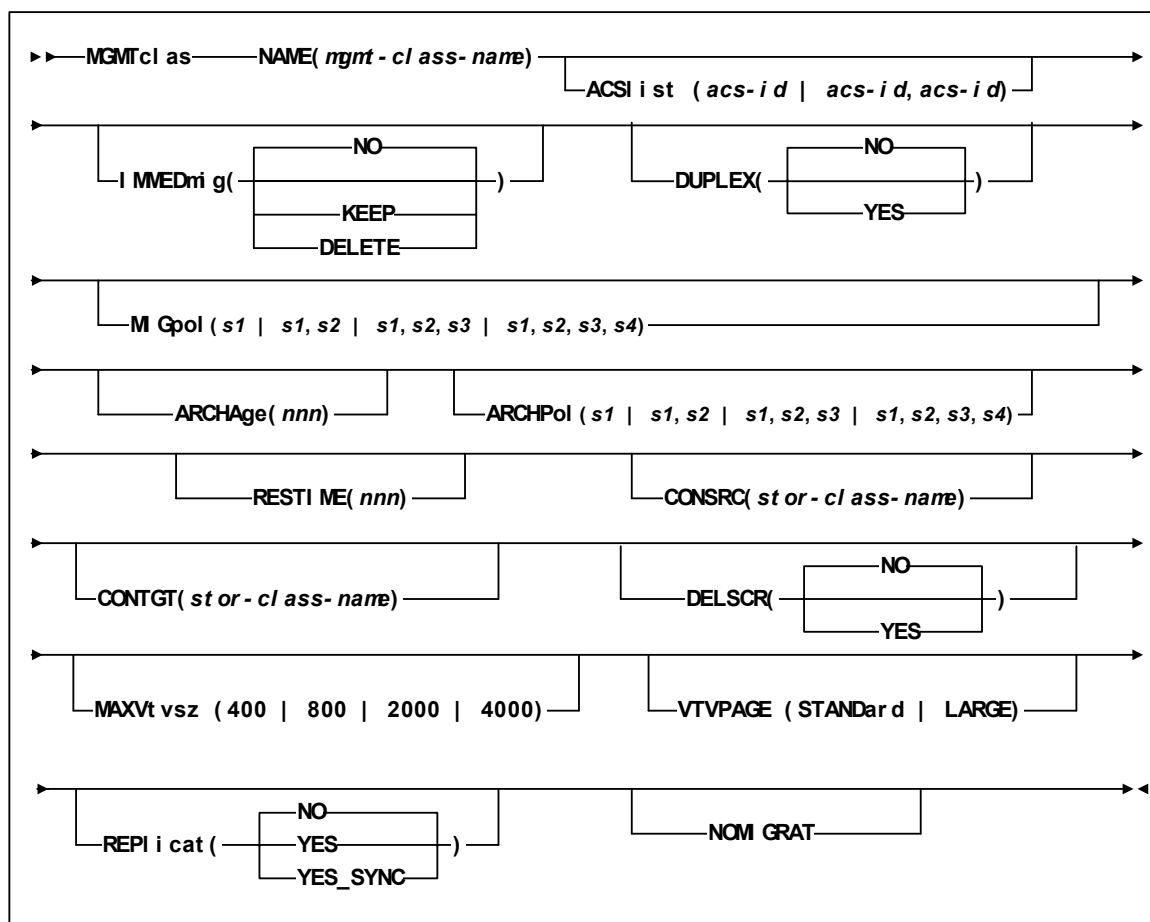 MGMTclas NAME(mgmt-class-name)
ACSlist (acs-id | acs-id,acs-id)
IMMEDmig( NO KEEP DELETE )
DUPLEX( NO YES )
MIGpol(s1 | s1,s2 | s1,s2,s3 | s1,s2,s3,s4)
ARCHAge(nnn)
ARCHPol(s1 | s1,s2 | s1,s2,s3 | s1,s2,s3,s4)
RESTIME(nnn)
CONSRC(stor-class-name)
CONTGT(stor-class-name)
DELSCR( NO YES )
MAXVtvsz (400 | 800 | 2000 | 4000)
VTVPAGE (STANDard | LARGE)
REPlicat( NO YES YES_SYNC )
NOMIGRAT